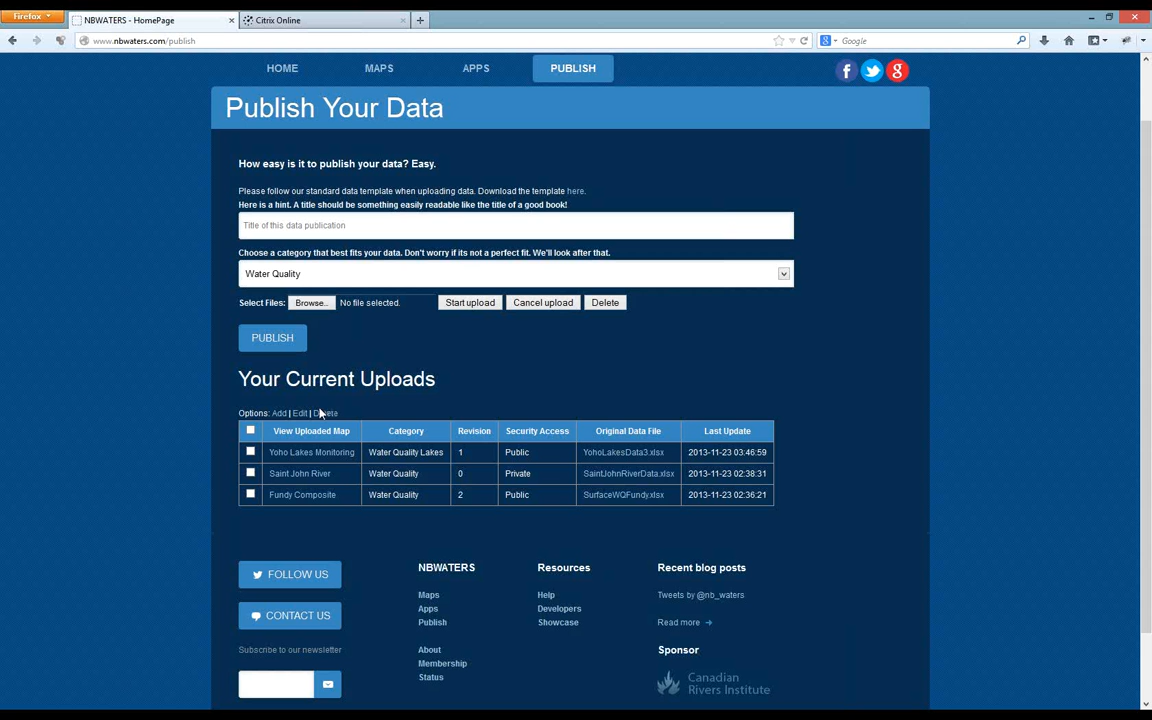 Firefox
NBWATERS - HomePage
Citrix Online
www.nbwaters.com/publish
Google
HOME MAPS APPS PUBLISH
Publish Your Data
How easy is it to publish your data? Easy.
Please follow our standard data template when uploading data. Download the template here.
Here is a hint. A title should be something easily readable like the title of a good book!
Title of this data publication
Choose a category that best fits your data. Don't worry if its not a perfect fit. We'll look after that.
Water Quality
Select Files: Browse.. No file selected. Start upload Cancel upload Delete
PUBLISH
Your Current Uploads
Options: Add | Edit | Delete
View Uploaded Map Category Revision Security Access Original Data File Last Update
Yoho Lakes Monitoring Water Quality Lakes 1 Public YohoLakesData3.xlsx 2013-11-23 03:46:59
Saint John River Water Quality 0 Private SaintJohnRiverData.xlsx 2013-11-23 02:38:31
Fundy Composite Water Quality 2 Public SurfaceWQFundy.xlsx 2013-11-23 02:36:21
FOLLOW US
CONTACT US
Subscribe to our newsletter
NBWATERS
Maps
Apps
Publish
About
Membership
Status
Resources
Help
Developers
Showcase
Recent blog posts
Tweets by @nb_waters
Read more
Sponsor
Canadian
Rivers Institute